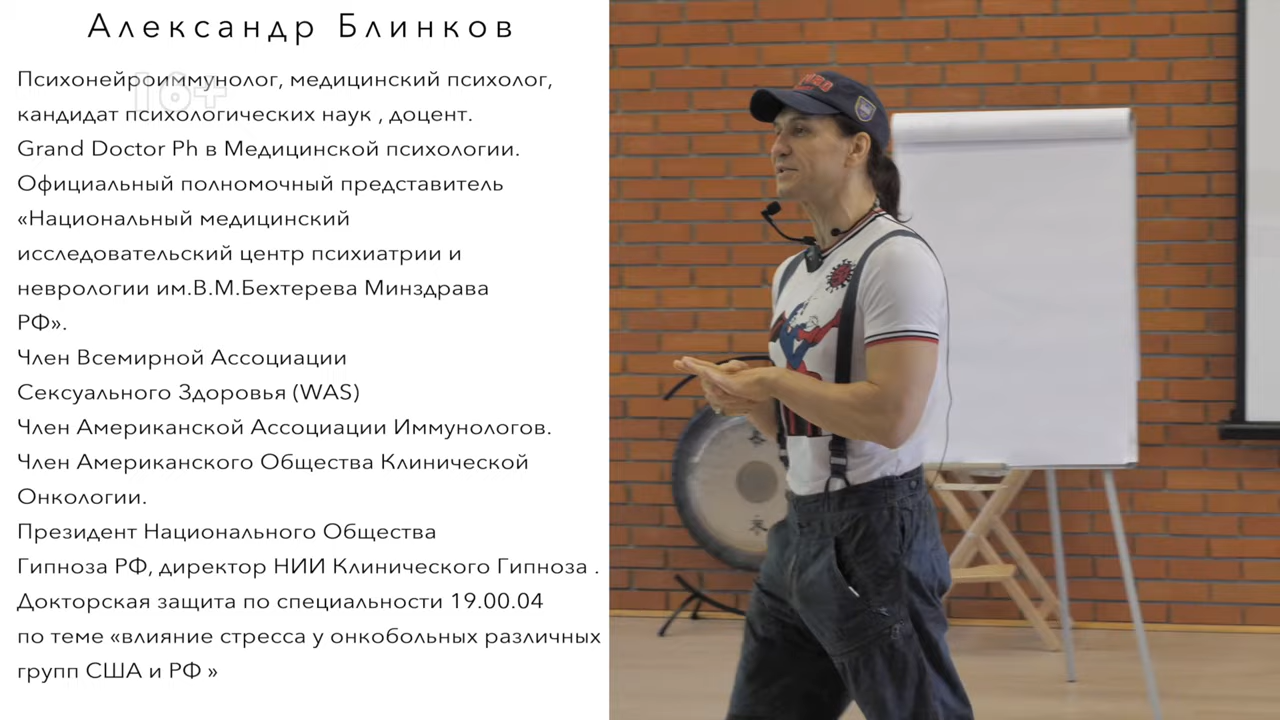 Александр Блинков
16+
Психонейроиммунолог, медицинский психолог,
кандидат психологических наук , доцент.
Grand Doctor Ph в Медицинской психологии.
Официальный полномочный представитель
«Национальный медицинский
исследовательский центр психиатрии и
неврологии им.В.М.Бехтерева Минздрава
РФ».
Член Всемирной Ассоциации
Сексуального Здоровья (WAS)
Член Американской Ассоциации Иммунологов.
Член Американского Общества Клинической
Онкологии.
Президент Национального Общества
Гипноза РФ, директор НИИ Клинического Гипноза .
Докторская защита по специальности 19.00.04
по теме «влияние стресса у онкобольных различных
групп США и РФ »